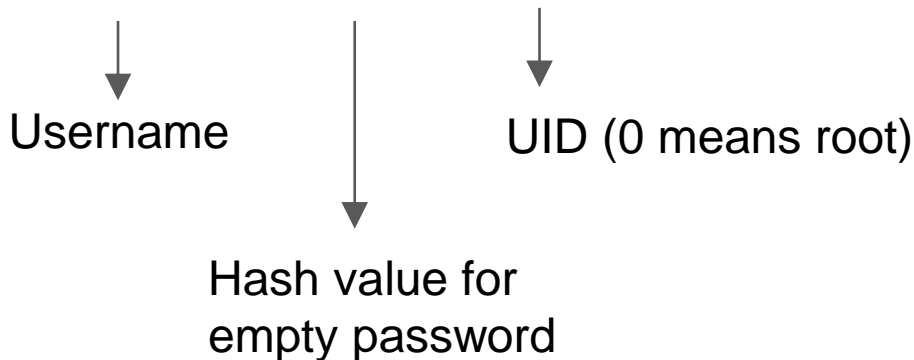 Username
UID (0 means root)
Hash value for
empty password